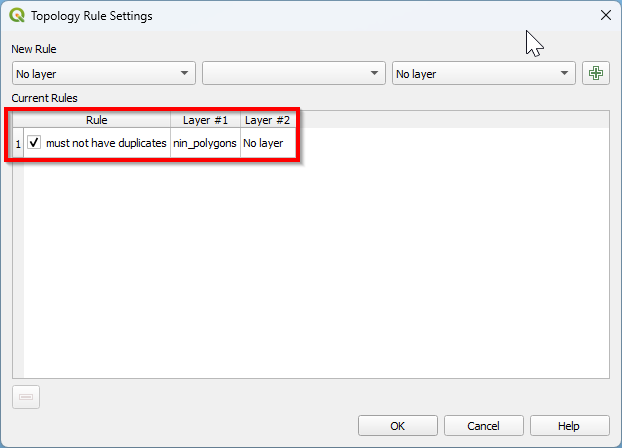 Topology Rule Settings
New Rule
No layer No layer
Current Rules
Rule Layer #1 Layer #2
1 must not have duplicates nin_polygons No layer
OK Cancel Help